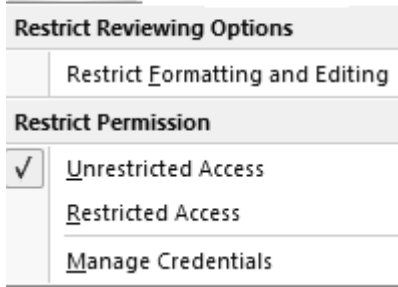 Restrict Reviewing Options
Restrict Formatting and Editing
Restrict Permission
Unrestricted Access
Restricted Access
Manage Credentials